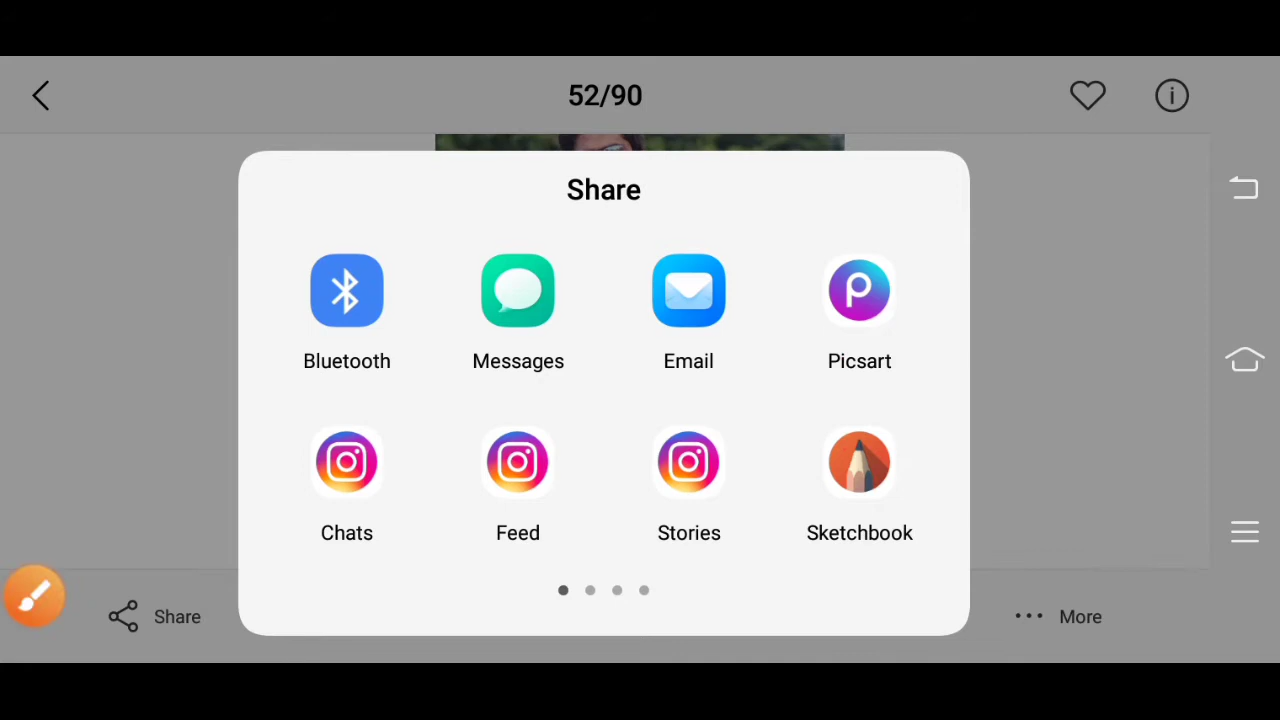 52/90
Share
Bluetooth
Messages
Email
Picsart
Chats
Feed
Stories
Sketchbook
Share
More